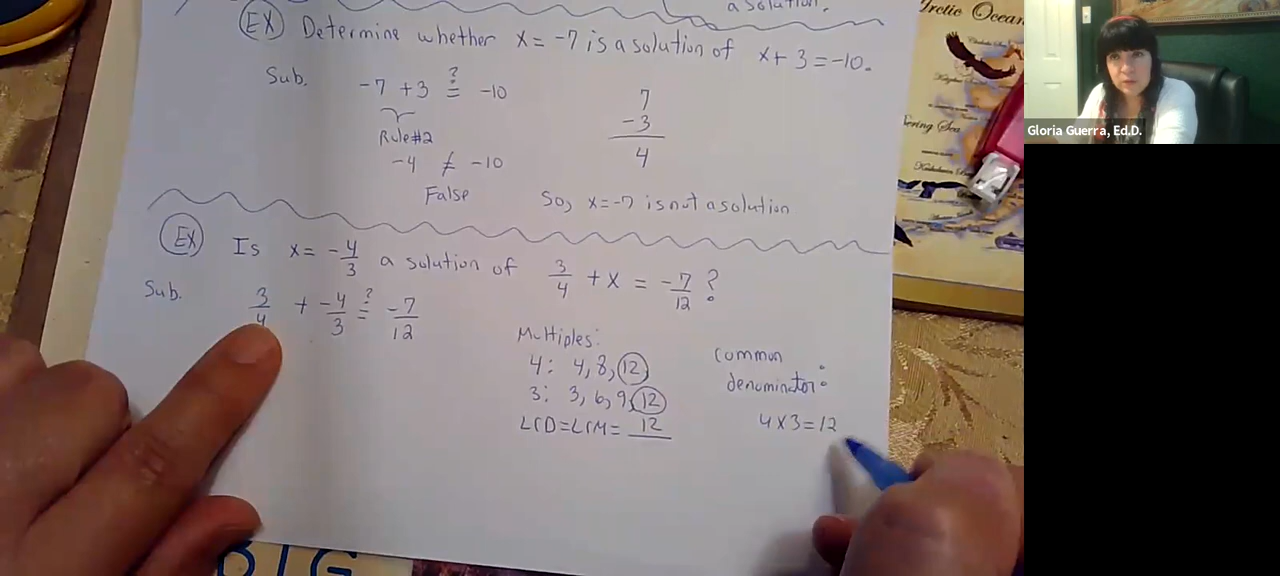 a solution.
EX Determine whether x = -7 is a solution of x + 3 = -10.
Sub. -7 + 3 ≟ -10
7
-3
4
Rule #2
-4 ≠ -10
False
So, x = -7 is not a solution
EX Is x = -4/3 a solution of 3/4 + x = -7/12 ?
Sub. 3/4 + -4/3 ≟ -7/12
Multiples:
4: 4, 8, 12
3: 3, 6, 9, 12
LCD = LCM = 12
Common
denominator:
4 x 3 = 12
Arctic Ocean
Bering Sea
BIG
Gloria Guerra, Ed.D.